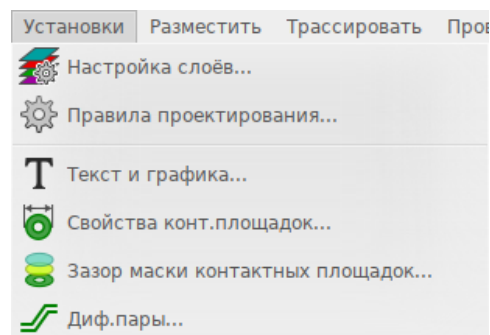 Установки Разместить Трассировать
Настройка слоёв...
Правила проектирования...
Текст и графика...
Свойства конт.площадок...
Зазор маски контактных площадок...
Диф.пары...